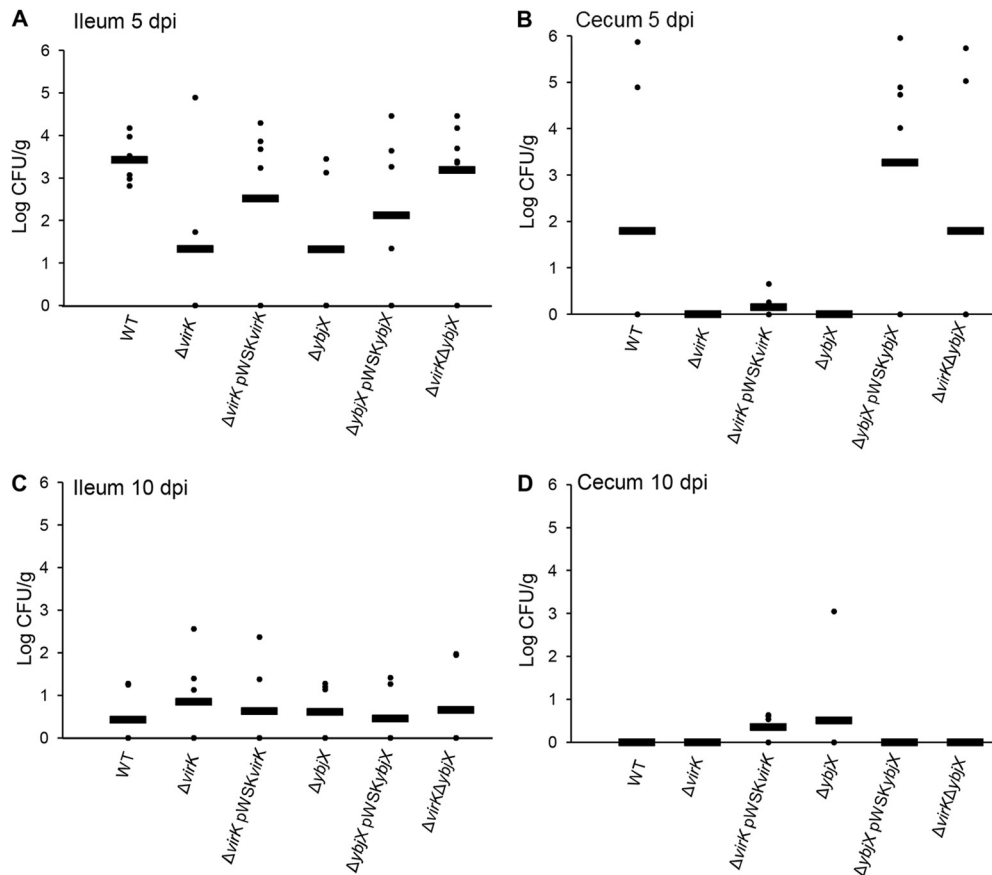 A Ileum 5 dpi
Log CFU/g
6
5
4
3
2
1
0
WT
ΔvirK
ΔvirK pWSKvirK
ΔybjX
ΔybjX pWSKybjX
ΔvirKΔybjX
B Cecum 5 dpi
Log CFU/g
6
5
4
3
2
1
0
WT
ΔvirK
ΔvirK pWSKvirK
ΔybjX
ΔybjX pWSKybjX
ΔvirKΔybjX
C Ileum 10 dpi
Log CFU/g
6
5
4
3
2
1
0
WT
ΔvirK
ΔvirK pWSKvirK
ΔybjX
ΔybjX pWSKybjX
ΔvirKΔybjX
D Cecum 10 dpi
Log CFU/g
6
5
4
3
2
1
0
WT
ΔvirK
ΔvirK pWSKvirK
ΔybjX
ΔybjX pWSKybjX
ΔvirKΔybjX